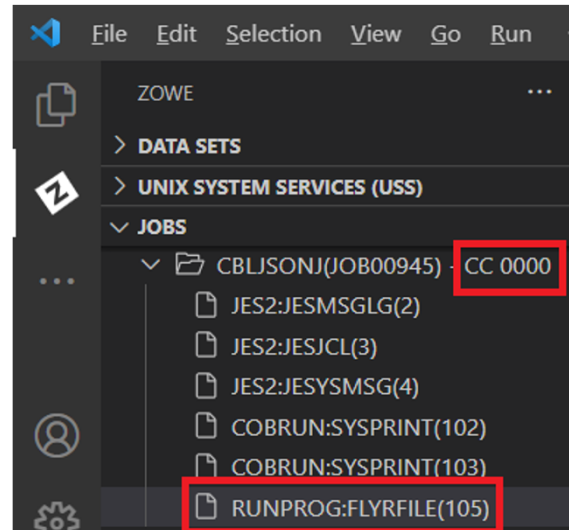 File Edit Selection View Go Run
ZOWE
DATA SETS
UNIX SYSTEM SERVICES (USS)
JOBS
CBLJSONJ(JOB00945) - CC 0000
JES2:JESMSGLG(2)
JES2:JESJCL(3)
JES2:JESYSMSG(4)
COBRUN:SYSPRINT(102)
COBRUN:SYSPRINT(103)
RUNPROG:FLYRFILE(105)